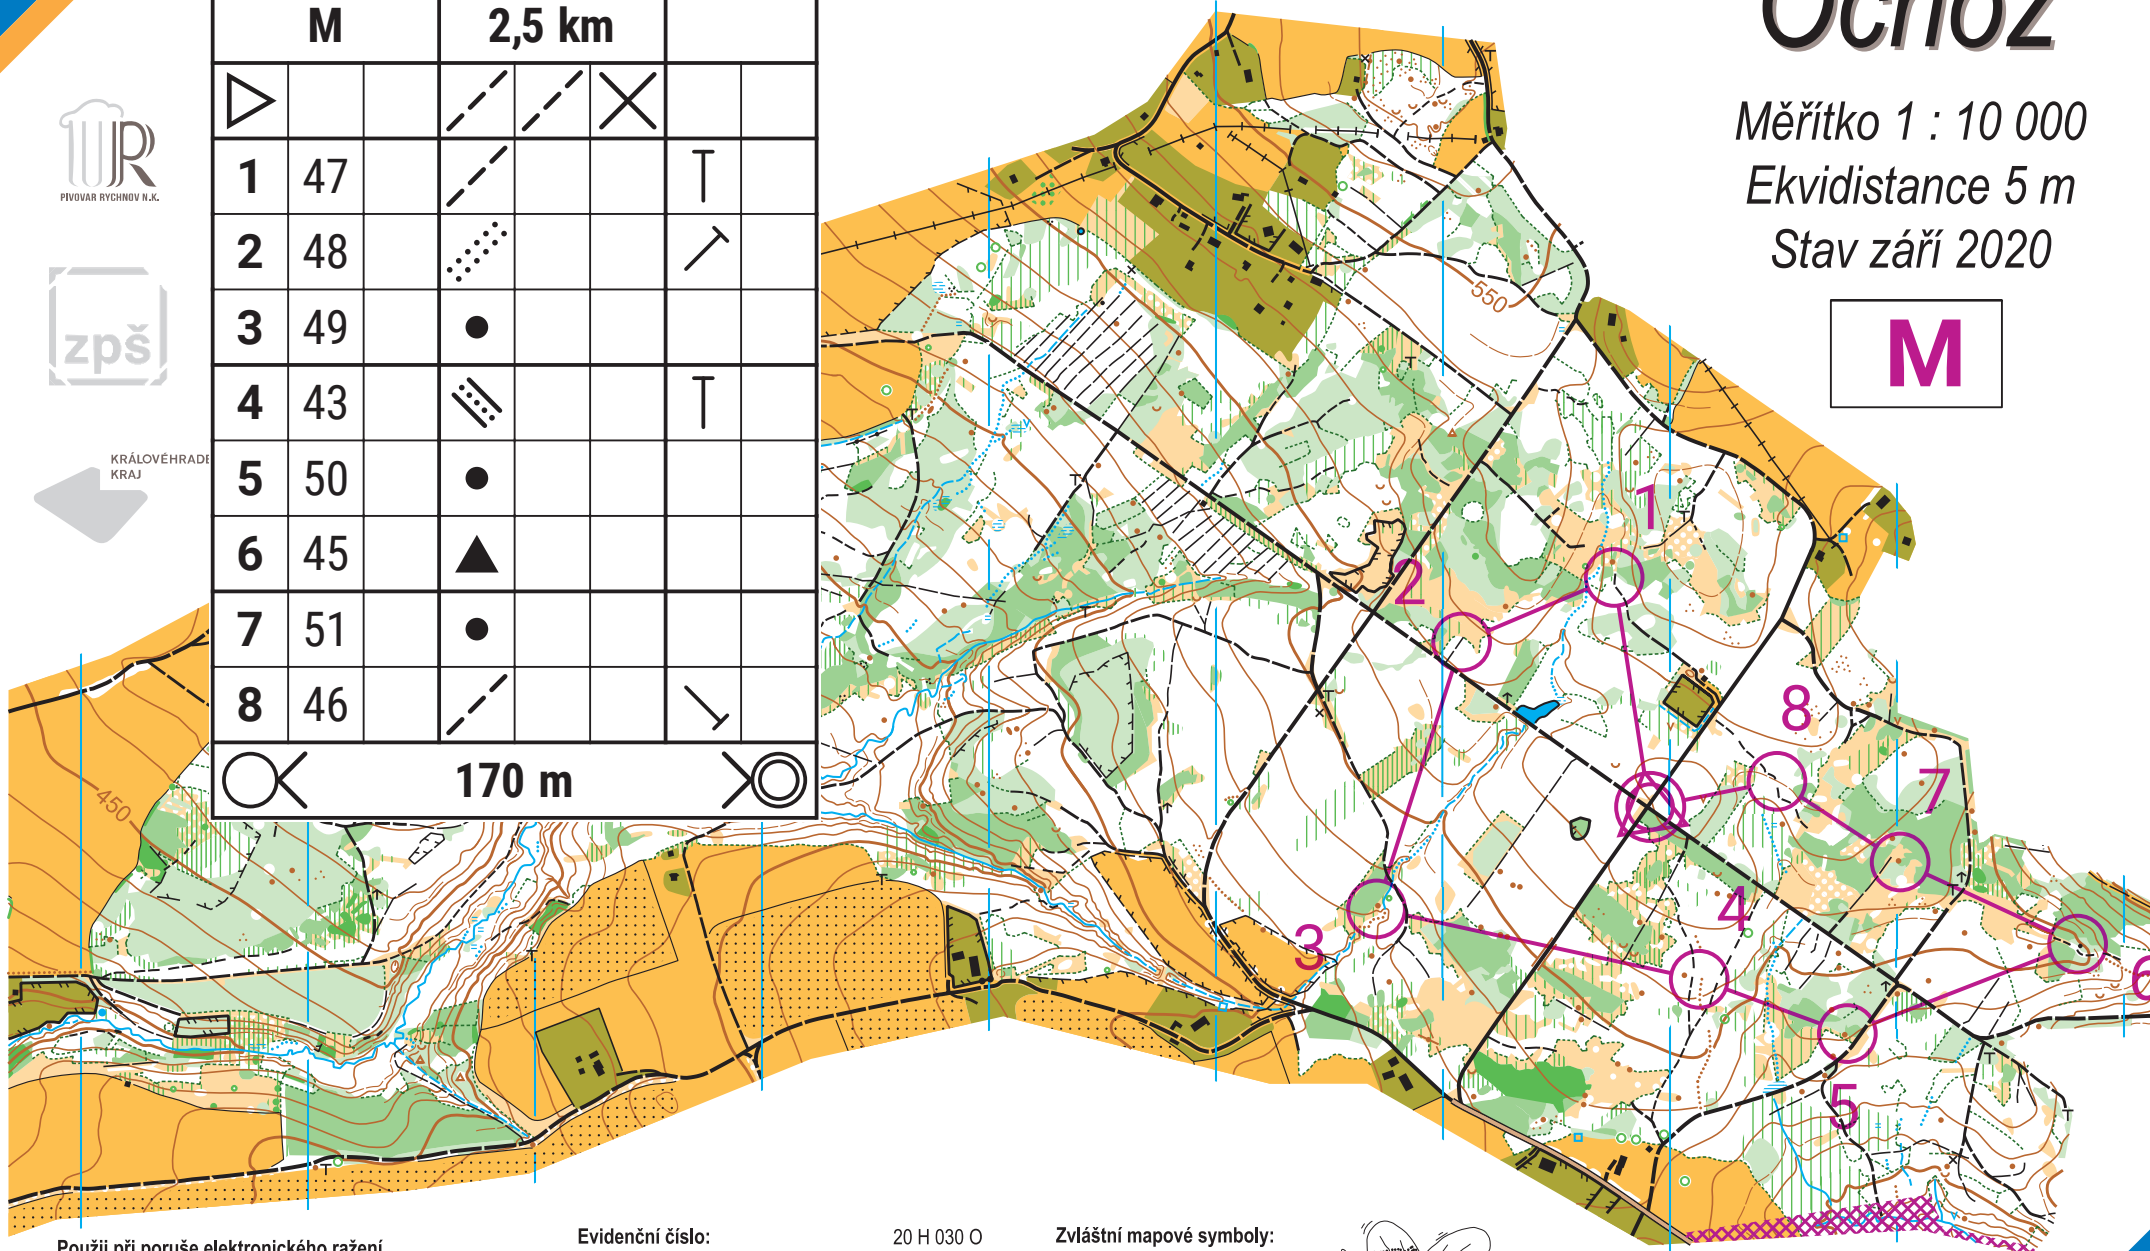 M 2,5 km
1 47
2 48
3 49
4 43
5 50
6 45
7 51
8 46
170 m
PIVOVAR RYCHNOV N.K.
zpš
KRÁLOVÉHRADE
KRAJ
Ochoz
Měřítko 1 : 10 000
Ekvidistance 5 m
Stav září 2020
M
550
450
1
2
3
4
5
6
7
8
Použij při poruše elektronického ražení
Evidenční číslo: 20 H 030 O
Zvláštní mapové symboly: